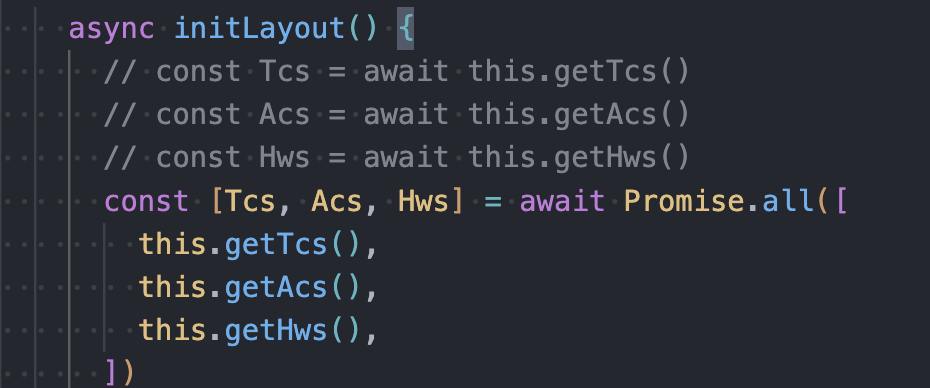 async initLayout() {
// const Tcs = await this.getTcs()
// const Acs = await this.getAcs()
// const Hws = await this.getHws()
const [Tcs, Acs, Hws] = await Promise.all([
this.getTcs(),
this.getAcs(),
this.getHws(),
])